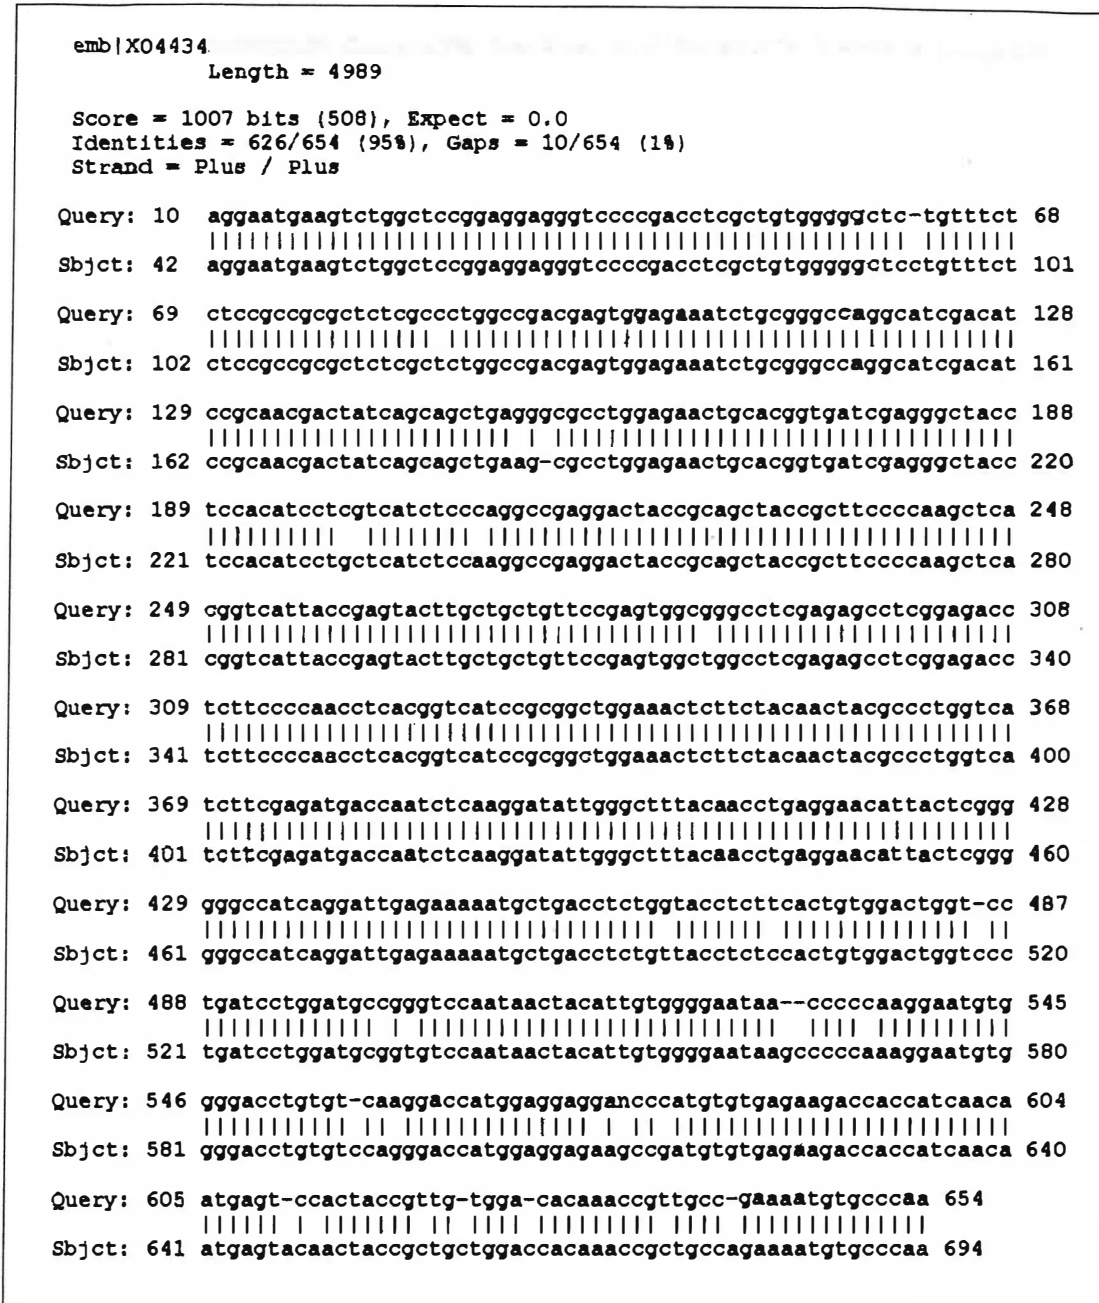 emb|X04434
Length = 4989
Score = 1007 bits (508), Expect = 0.0
Identities = 626/654 (95%), Gaps = 10/654 (1%)
Strand = Plus / Plus
Query: 10 aggaatgaagtctggctccggaggagggtccccgacctcgctgtgggggctc-tgtttct 68
|||||||||||||||||||||||||||||||||||||||||||||||||||| |||||||
Sbjct: 42 aggaatgaagtctggctccggaggagggtccccgacctcgctgtgggggctcctgtttct 101
Query: 69 ctccgccgcgctctcgccctggccgacgagtggagaaatctgcgggccaggcatcgacat 128
||||||||||||||||| ||||||||||||||||||||||||||||||||||||||||||
Sbjct: 102 ctccgccgcgctctcgctctggccgacgagtggagaaatctgcgggccaggcatcgacat 161
Query: 129 ccgcaacgactatcagcagctgagggcgcctggagaactgcacggtgatcgagggctacc 188
||||||||||||||||||||||| | ||||||||||||||||||||||||||||||||||
Sbjct: 162 ccgcaacgactatcagcagctgaag-cgcctggagaactgcacggtgatcgagggctacc 220
Query: 189 tccacatcctcgtcatctcccaggccgaggactaccgcagctaccgcttccccaagctca 248
||||||||||  |||||||| |||||||||||||||||||||||||||||||||||||||
Sbjct: 221 tccacatcctgctcatctccaaggccgaggactaccgcagctaccgcttccccaagctca 280
Query: 249 cggtcattaccgagtacttgctgctgttccgagtggcgggcctcgagagcctcggagacc 308
||||||||||||||||||||||||||||||||||||| ||||||||||||||||||||||
Sbjct: 281 cggtcattaccgagtacttgctgctgttccgagtggctggcctcgagagcctcggagacc 340
Query: 309 tcttccccaacctcacggtcatccgcggctggaaactcttctacaactacgccctggtca 368
||||||||||||||||||||||||||||||||||||||||||||||||||||||||||||
Sbjct: 341 tcttccccaacctcacggtcatccgcggctggaaactcttctacaactacgccctggtca 400
Query: 369 tcttcgagatgaccaatctcaaggatattgggctttacaacctgaggaacattactcggg 428
||||||||||||||||||||||||||||||||||||||||||||||||||||||||||||
Sbjct: 401 tcttcgagatgaccaatctcaaggatattgggctttacaacctgaggaacattactcggg 460
Query: 429 gggccatcaggattgagaaaaatgctgacctctggtacctcttcactgtggactggt-cc 487
|||||||||||||||||||||||||||||||||| ||||||| |||||||||||||| ||
Sbjct: 461 gggccatcaggattgagaaaaatgctgacctctgttacctctccactgtggactggtccc 520
Query: 488 tgatcctggatgccgggtccaataactacattgtggggaataa--cccccaaggaatgtg 545
||||||||||||| | |||||||||||||||||||||||||||  |||| ||||||||||
Sbjct: 521 tgatcctggatgcggtgtccaataactacattgtggggaataagcccccaaaggaatgtg 580
Query: 546 gggacctgtgt-caaggaccatggaggaggancccatgtgtgagaagaccaccatcaaca 604
||||||||||| || |||||||||||||| | || |||||||||||||||||||||||||
Sbjct: 581 gggacctgtgtccagggaccatggaggagaagccgatgtgtgagaagaccaccatcaaca 640
Query: 605 atgagt-ccactaccgttg-tgga-cacaaaccgttgcc-gaaaatgtgcccaa 654
|||||| | ||||||| || |||| ||||||||| |||| ||||||||||||||
Sbjct: 641 atgagtacaactaccgctgctggaccacaaaccgctgccagaaaatgtgcccaa 694